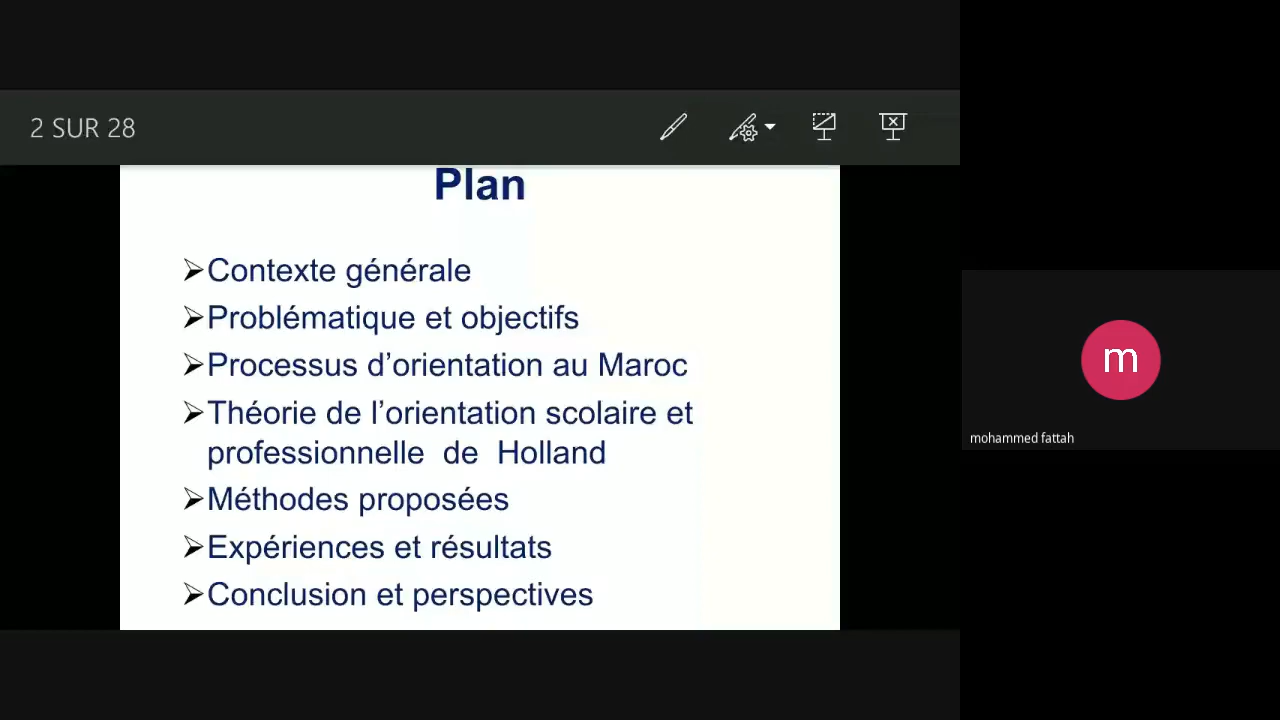 2 SUR 28
Plan
➢Contexte générale
➢Problématique et objectifs
➢Processus d’orientation au Maroc
➢Théorie de l’orientation scolaire et
professionnelle de Holland
➢Méthodes proposées
➢Expériences et résultats
➢Conclusion et perspectives
m
mohammed fattah